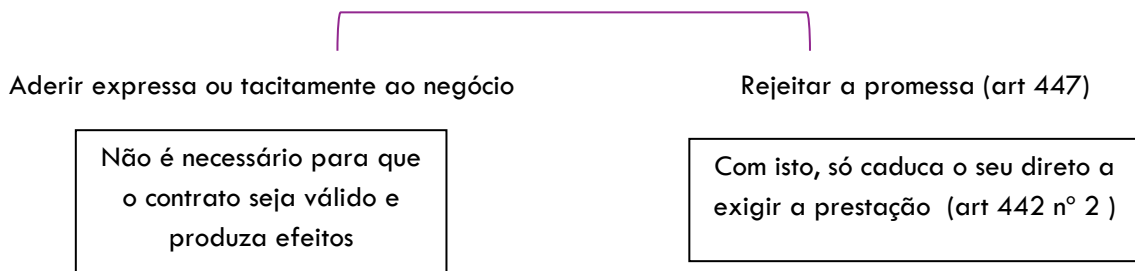 Aderir expressa ou tacitamente ao negócio
Rejeitar a promessa (art 447)
Não é necessário para que
o contrato seja válido e
produza efeitos
Com isto, só caduca o seu direto a
exigir a prestação (art 442 nº 2 )